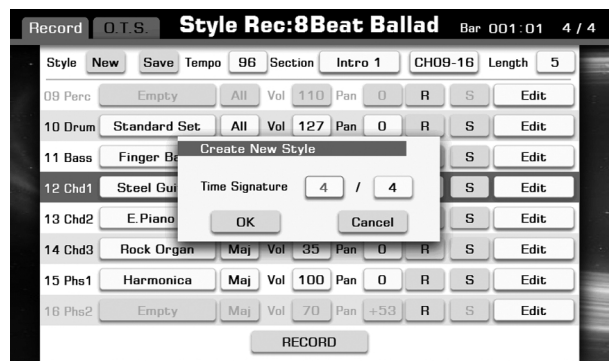 Record O.T.S. Style Rec:8Beat Ballad Bar 001:01 4 / 4
Style New Save Tempo 96 Section Intro 1 CH09-16 Length 5
09 Perc Empty All Vol 110 Pan 0 R S Edit
10 Drum Standard Set All Vol 127 Pan 0 R S Edit
11 Bass Finger Ba S Edit
Create New Style
12 Chd1 Steel Gui S Edit
Time Signature 4 / 4
13 Chd2 E.Piano S Edit
OK Cancel
14 Chd3 Rock Organ Maj Vol 35 Pan 0 R S Edit
15 Phs1 Harmonica Maj Vol 100 Pan 0 R S Edit
16 Phs2 Empty Maj Vol 70 Pan +53 R S Edit
RECORD